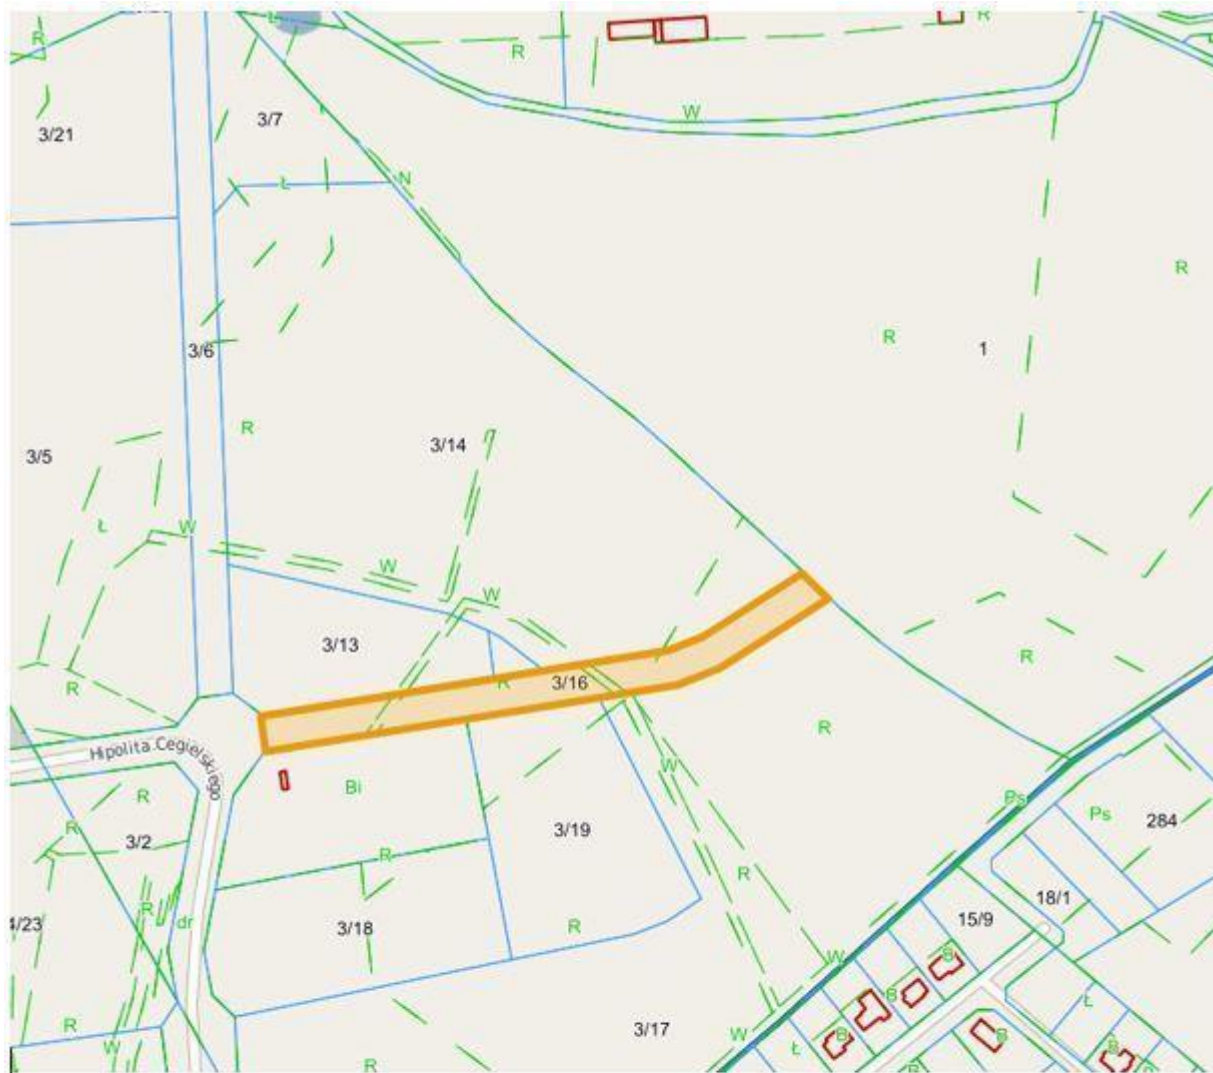 Ł
R
R
R
W
3/21
3/7
Ł
N
R
R
1
3/6
R
3/14
3/5
Ł
W
W
W
3/13
R
R
3/16
R
R
Hipolita Cegielskiego
W
Bi
Ps
Ps
R
R
3/2
3/19
284
R
R
R
18/1
4/23
dr
3/18
R
15/9
W
B
B
Ł
R
3/17
W
B
B
W
Ł
B
R
R